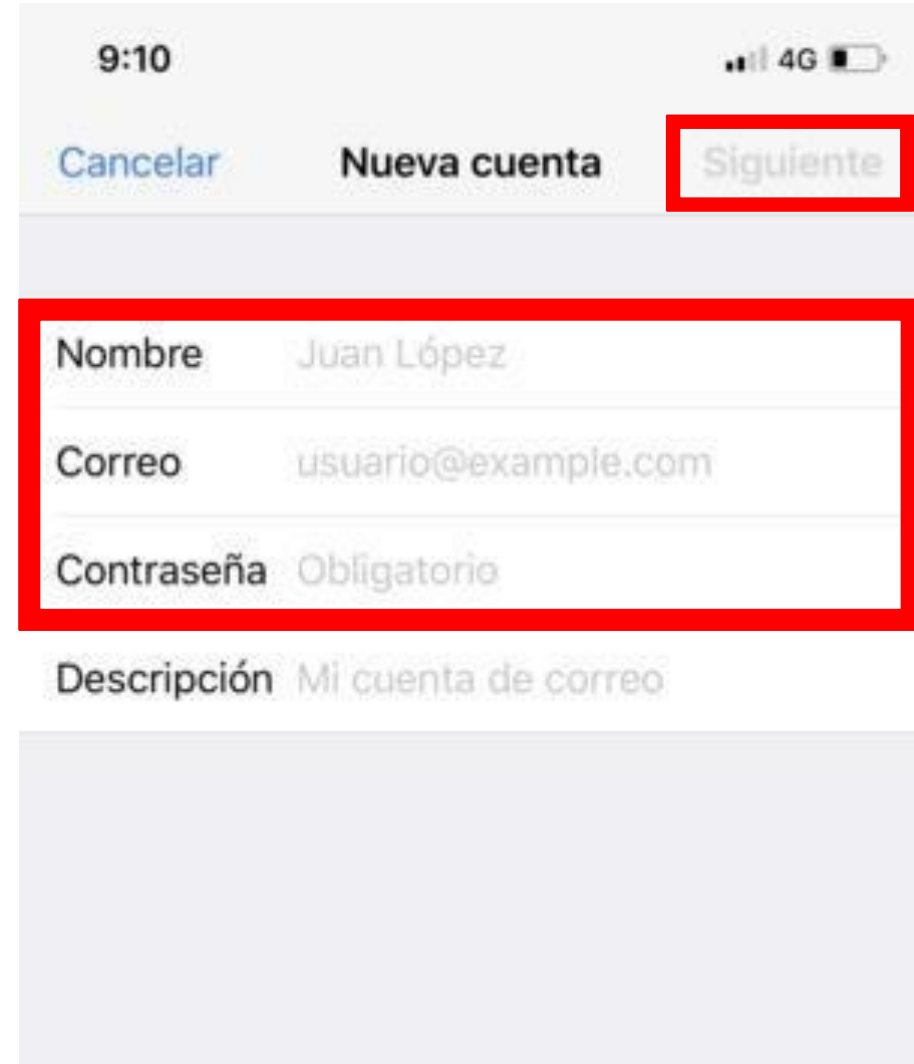 9:10 4G
Cancelar Nueva cuenta Siguiente
Nombre Juan López
Correo usuario@example.com
Contraseña Obligatorio
Descripción Mi cuenta de correo